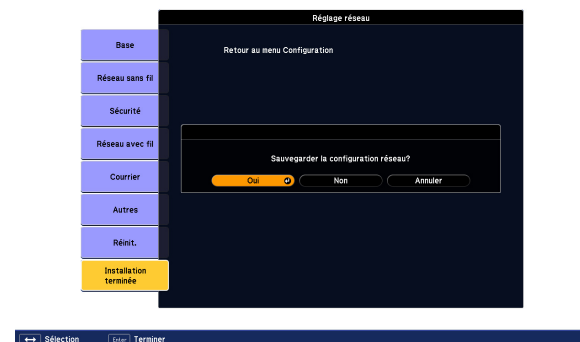 Réglage réseau
Base
Retour au menu Configuration
Réseau sans fil
Sécurité
Réseau avec fil
Sauvegarder la configuration réseau?
Courrier
Oui Non Annuler
Autres
Réinit.
Installation
terminée
Sélection Enter Terminer